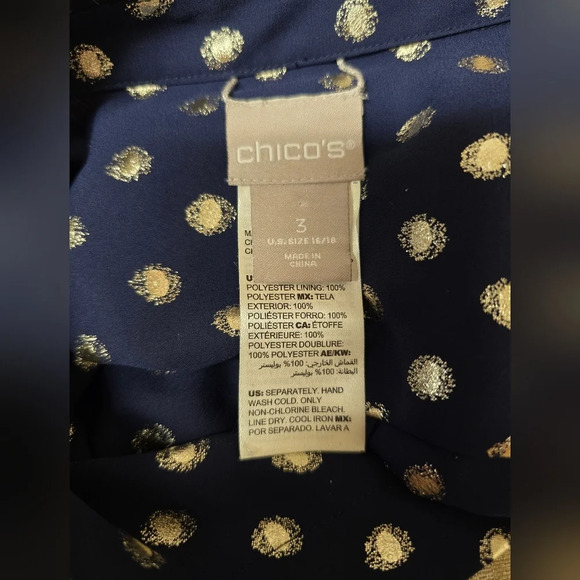 chico's®
3
U.S. SIZE 16/18
MADE IN
CHINA
POLYESTER LINING: 100%
POLYESTER MX: TELA
EXTERIOR: 100%
POLIÉSTER FORRO: 100%
POLIÉSTER CA: ÉTOFFE
EXTÉRIEURE: 100%
POLYESTER DOUBLURE:
100% POLYESTER AE/KW:
القماش الخارجي: 100% بوليستر
البطانة: 100% بوليستر
US: SEPARATELY. HAND
WASH COLD. ONLY
NON-CHLORINE BLEACH.
LINE DRY. COOL IRON MX:
POR SEPARADO. LAVAR A